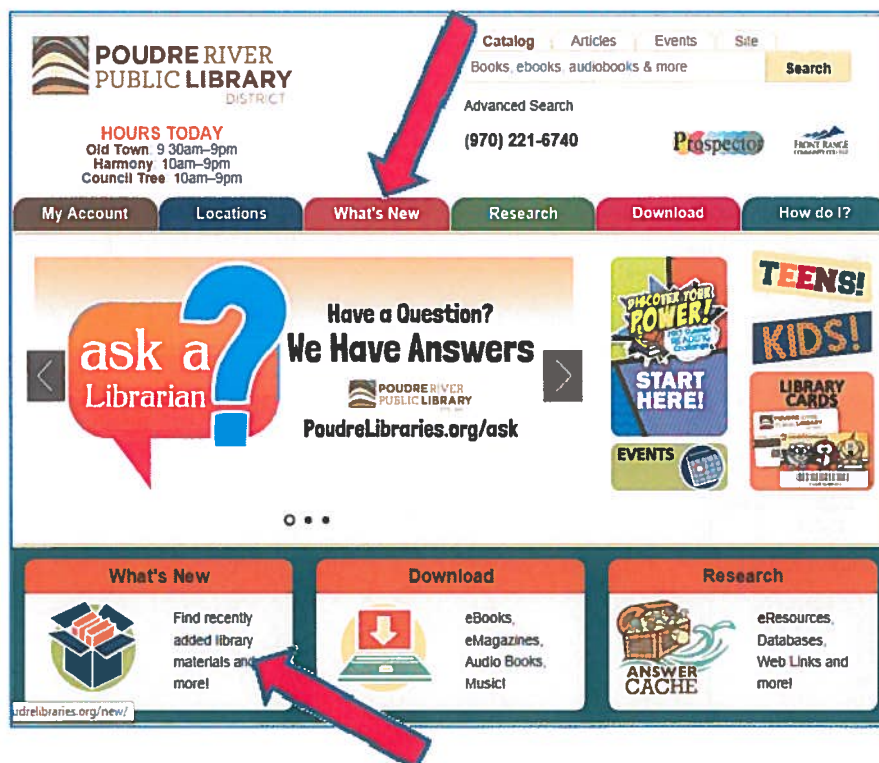 POUDRE RIVER
PUBLIC LIBRARY
DISTRICT
HOURS TODAY
Old Town: 9:30am–9pm
Harmony: 10am–9pm
Council Tree: 10am–9pm
Catalog Articles Events Site
Books, ebooks, audiobooks & more Search
Advanced Search
(970) 221-6740
Prospector
FRONT RANGE
My Account Locations What's New Research Download How do I?
ask a
Librarian
?
Have a Question?
We Have Answers
POUDRE RIVER
PUBLIC LIBRARY
PoudreLibraries.org/ask
DISCOVER YOUR
POWER!
START
HERE!
EVENTS
TEENS!
KIDS!
LIBRARY
CARDS
What's New
Find recently
added library
materials and
more!
udrelibraries.org/new/
Download
eBooks,
eMagazines,
Audio Books,
Music!
Research
ANSWER
CACHE
eResources,
Databases,
Web Links and
more!